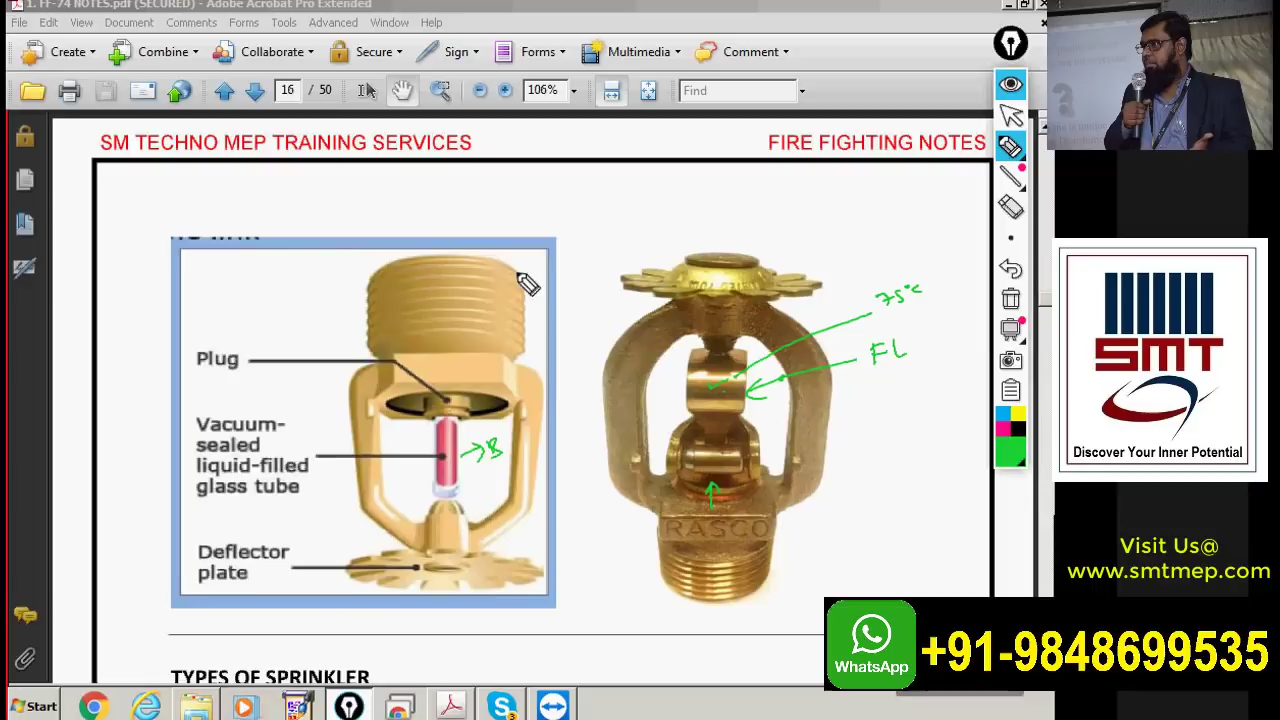 1. FF-74 NOTES.pdf (SECURED) - Adobe Acrobat Pro Extended
File Edit View Document Comments Forms Tools Advanced Window Help
Create Combine Collaborate Secure Sign Forms Multimedia Comment
16 / 50 106% Find
SM TECHNO MEP TRAINING SERVICES FIRE FIGHTING NOTES
75°C
FL
Plug
Vacuum-
sealed
liquid-filled
glass tube
B
Deflector
plate
RASCO
TYPES OF SPRINKLER
SMT
Discover Your Inner Potential
Visit Us@
www.smtmep.com
WhatsApp
+91-9848699535
Start